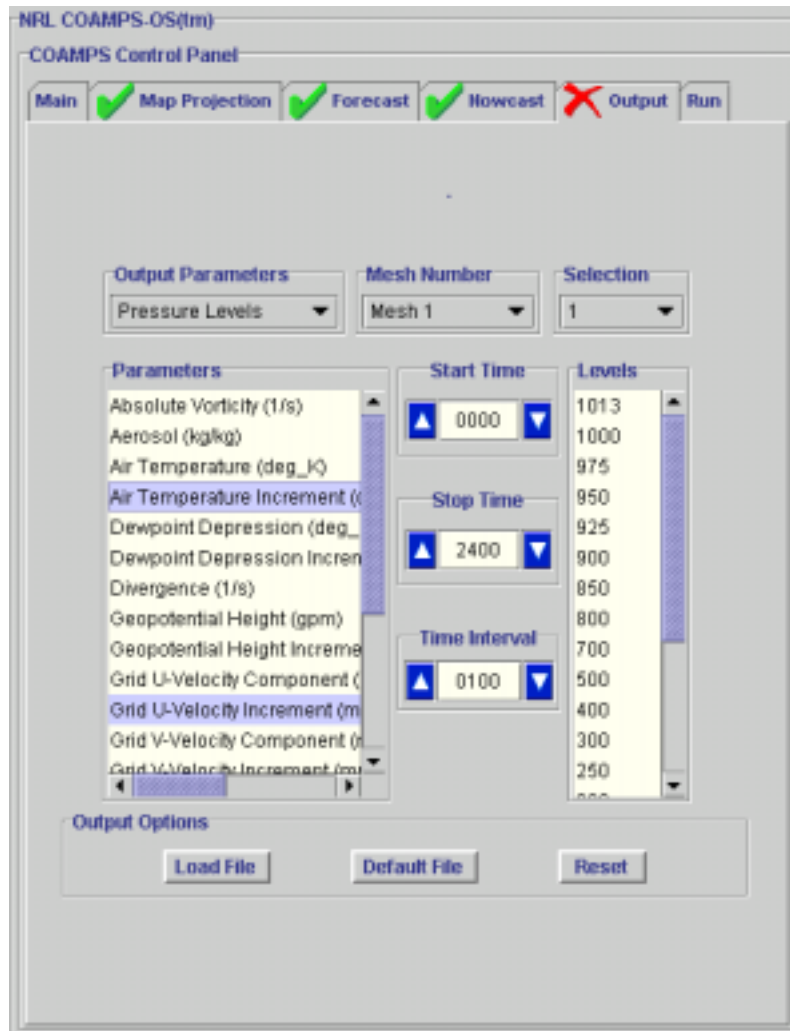 NRL COAMPS-OS(tm)
COAMPS Control Panel
Main Map Projection Forecast Nowcast Output Run
Output Parameters Mesh Number Selection
Pressure Levels Mesh 1 1
Parameters Start Time Levels
Absolute Vorticity (1/s)
Aerosol (kg/kg)
Air Temperature (deg_K)
Air Temperature Increment (
Dewpoint Depression (deg_
Dewpoint Depression Incren
Divergence (1/s)
Geopotential Height (gpm)
Geopotential Height Increme
Grid U-Velocity Component (
Grid U-Velocity Increment (m
Grid V-Velocity Component (
Grid V-Velocity Increment (m
0000
Stop Time
2400
Time Interval
0100
1013
1000
975
950
925
900
850
800
700
500
400
300
250
Output Options
Load File Default File Reset